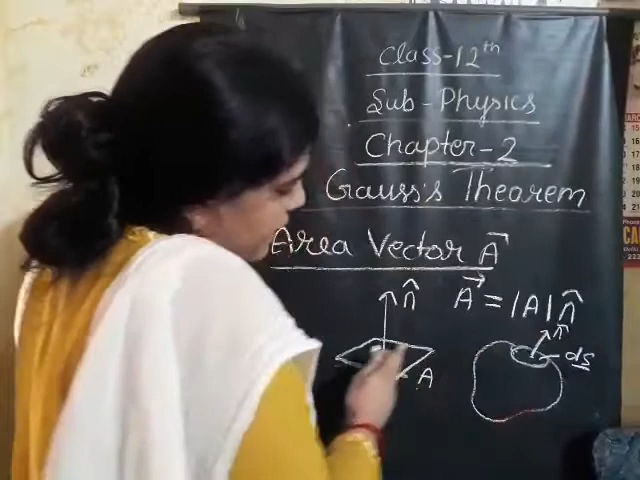 Class-12th
Sub-Physics
Chapter-2
Gauss's Theorem
Area Vector A⃗
n̂
A⃗ = |A| n̂
A
n̂
ds